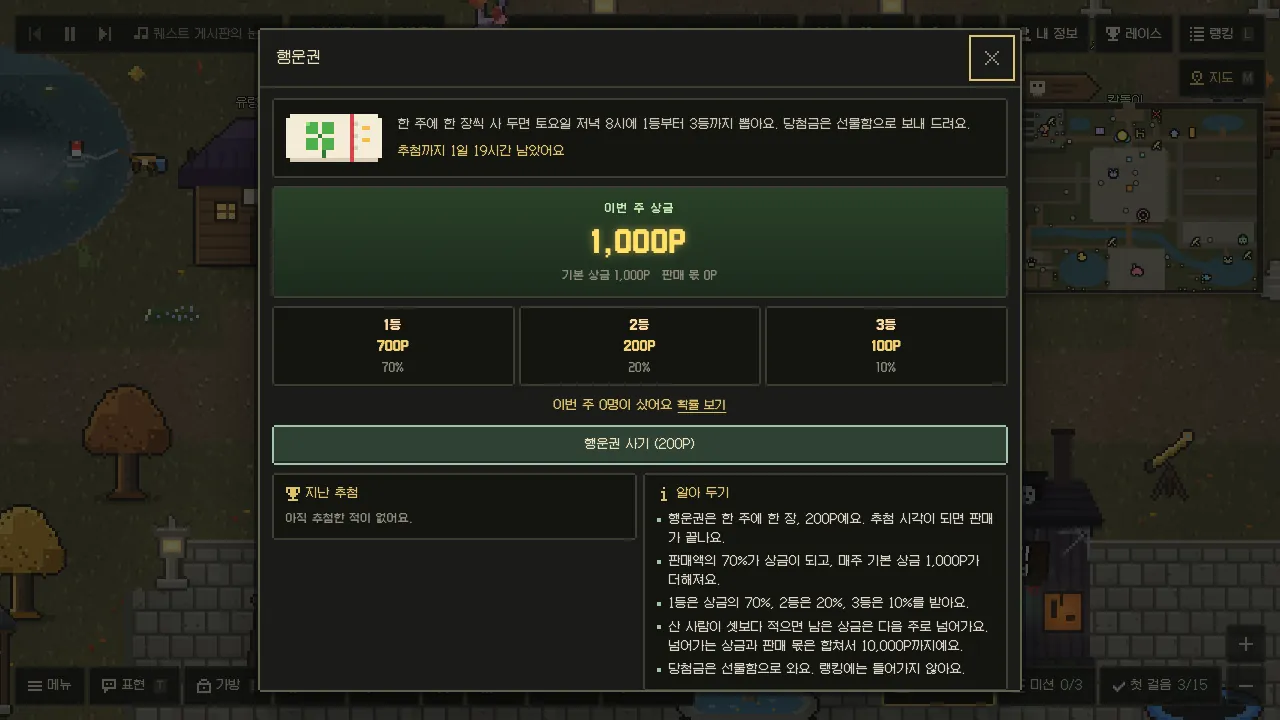 퀘스트 게시판의
내 정보
레이스
랭킹 L
지도 M
행운권
한 주에 한 장씩 사 두면 토요일 저녁 8시에 1등부터 3등까지 뽑아요. 당첨금은 선물함으로 보내 드려요.
추첨까지 1일 19시간 남았어요
이번 주 상금
1,000P
기본 상금 1,000P 판매 몫 0P
1등
700P
70%
2등
200P
20%
3등
100P
10%
이번 주 0명이 샀어요 확률 보기
행운권 사기 (200P)
지난 추첨
아직 추첨한 적이 없어요.
알아 두기
행운권은 한 주에 한 장, 200P예요. 추첨 시각이 되면 판매
가 끝나요.
판매액의 70%가 상금이 되고, 매주 기본 상금 1,000P가
더해져요.
1등은 상금의 70%, 2등은 20%, 3등은 10%를 받아요.
산 사람이 셋보다 적으면 남은 상금은 다음 주로 넘어가요.
넘어가는 상금과 판매 몫은 합쳐서 10,000P까지예요.
당첨금은 선물함으로 와요. 랭킹에는 들어가지 않아요.
메뉴
표현 T
가방
미션 0/3
첫 걸음 3/15